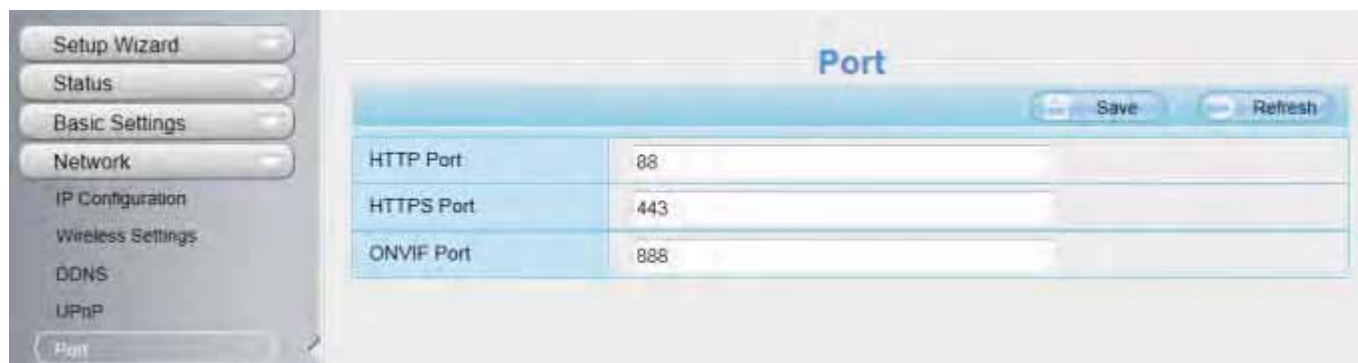 Setup Wizard
Status
Basic Settings
Network
IP Configuration
Wireless Settings
DDNS
UPnP
Port
Port
Save Refresh
HTTP Port 88
HTTPS Port 443
ONVIF Port 888